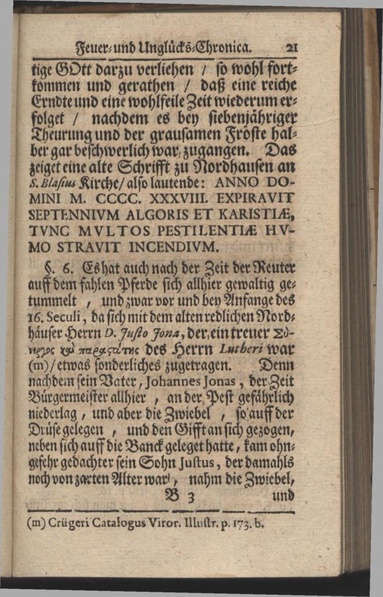 Feuer- und Unglücks-Chronica. 21
tige GOtt darzu verliehen / so wohl fort-
kommen und gerathen / daß eine reiche
Erndte und eine wohlfeile Zeit wiederum er-
folget / nachdem es bey siebenjähriger
Theurung und der grausamen Fröste hal-
ber gar beschwerlich war zugangen. Das
zeiget eine alte Schrifft zu Nordhausen an
S. Blasius Kirche/ also lautende: ANNO DO-
MINI M. CCCC. XXXVIII. EXPIRAVIT
SEPTENNIVM ALGORIS ET KARISTIÆ,
TVNC MVLTOS PESTILENTIÆ HV-
MO STRAVIT INCENDIVM.
§. 6. Es hat auch nach der Zeit der Reuter
auff dem fahlen Pferde sich allhier gewaltig ge-
tummelt , und zwar vor und bey Anfange des
16. Seculi, da sich mit dem alten redlichen Nord-
häuser Herrn D. Justo Jona, der ein treuer Σύ-
νεργος καὶ παραςάτης des Herrn Lutheri war
(m)/ etwas sonderliches zugetragen. Denn
nachdem sein Vater, Johannes Jonas, der Zeit
Bürgermeister allhier , an der Pest gefährlich
niederlag , und aber die Zwiebel , so auff der
Drüse gelegen , und den Gifft an sich gezogen,
neben sich auff die Banck geleget hatte, kam ohn-
gefehr gedachter sein Sohn Justus, der damahls
noch von zarten Alter war, nahm die Zwiebel,
B 3 und
(m) Crügeri Catalogus Viror. Illustr. p. 173. b.